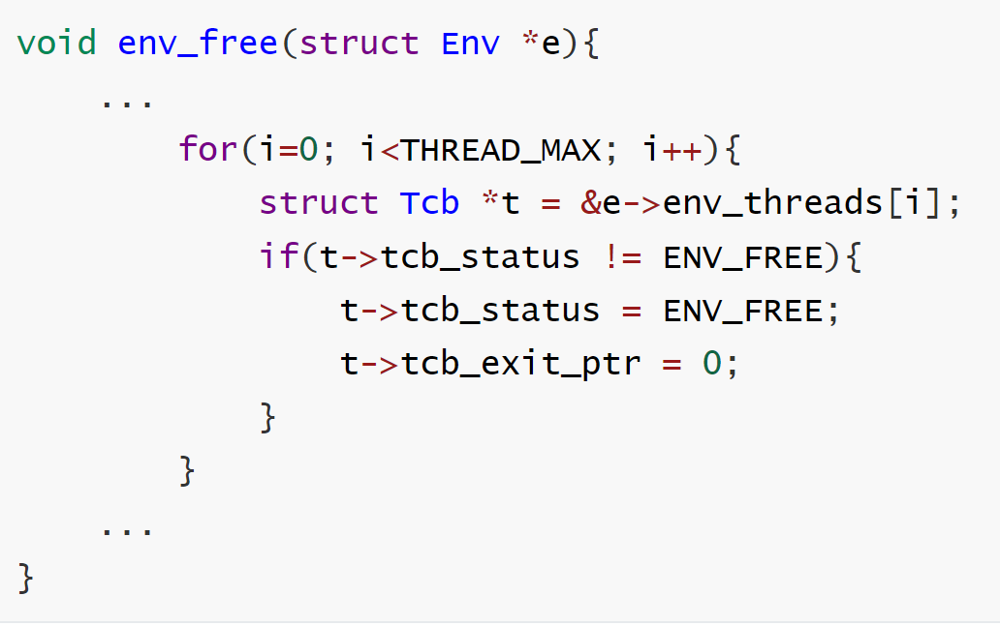 void env_free(struct Env *e){
    ...
        for(i=0; i<THREAD_MAX; i++){
            struct Tcb *t = &e->env_threads[i];
            if(t->tcb_status != ENV_FREE){
                t->tcb_status = ENV_FREE;
                t->tcb_exit_ptr = 0;
            }
        }
    ...
}